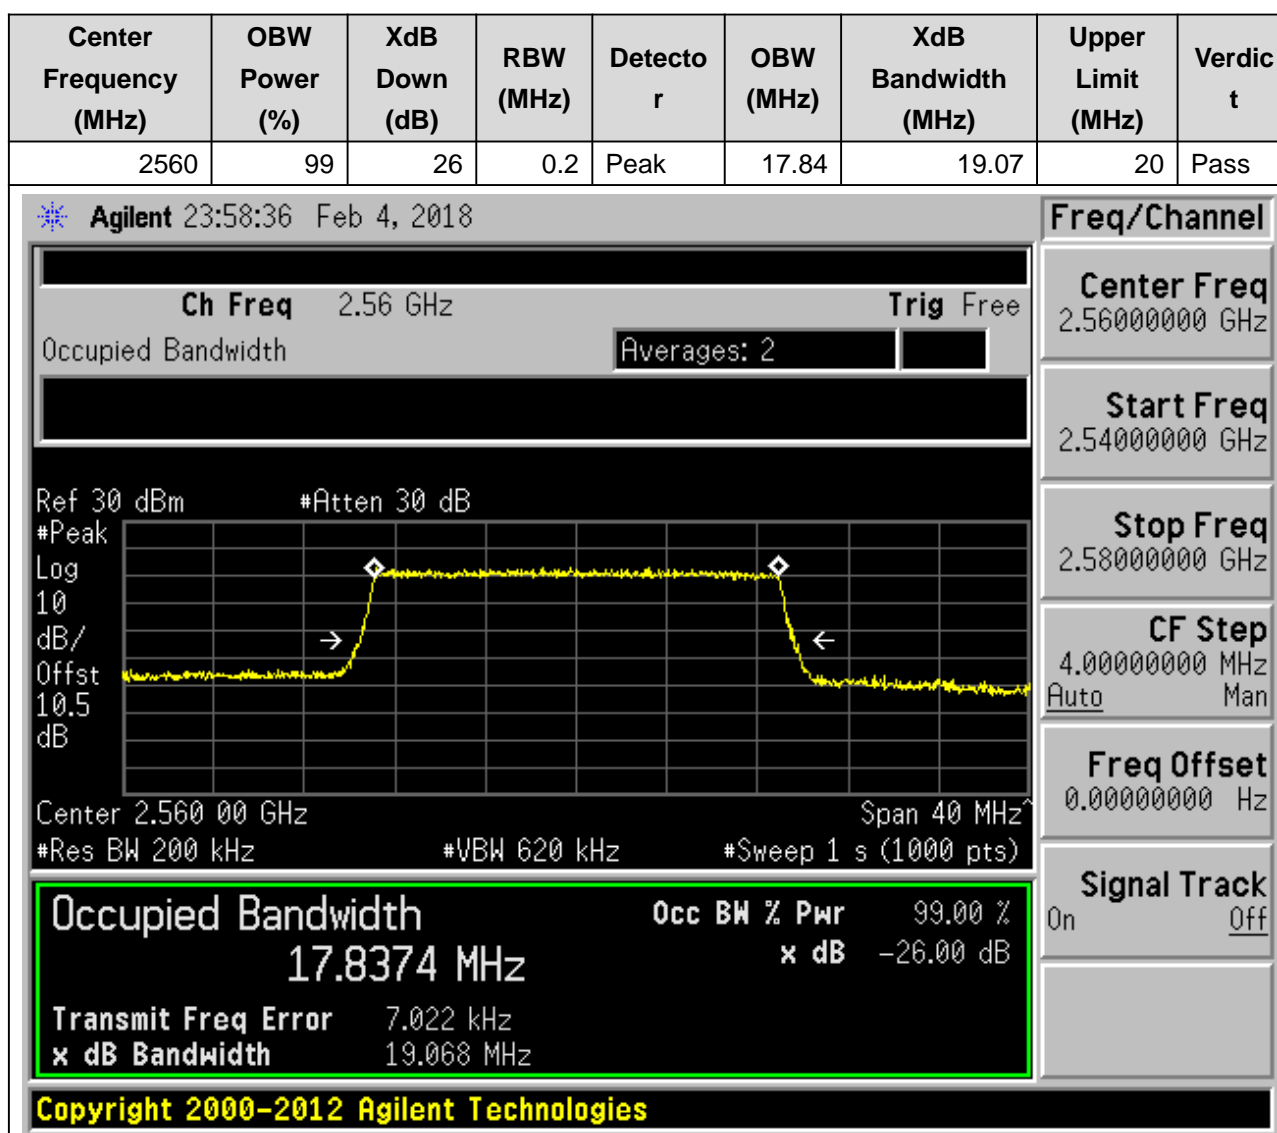 Center Frequency (MHz) OBW Power (%) XdB Down (dB) RBW (MHz) Detecto r OBW (MHz) XdB Bandwidth (MHz) Upper Limit (MHz) Verdic t
2560 99 26 0.2 Peak 17.84 19.07 20 Pass
Agilent 23:58:36 Feb 4, 2018
Ch Freq 2.56 GHz Trig Free
Occupied Bandwidth Averages: 2
Ref 30 dBm #Atten 30 dB
#Peak
Log
10
dB/
Offst
10.5
dB
Center 2.560 00 GHz Span 40 MHz^
#Res BW 200 kHz #VBW 620 kHz #Sweep 1 s (1000 pts)
Occupied Bandwidth Occ BW % Pwr 99.00 %
17.8374 MHz x dB -26.00 dB
Transmit Freq Error 7.022 kHz
x dB Bandwidth 19.068 MHz
Copyright 2000-2012 Agilent Technologies
Freq/Channel
Center Freq
2.56000000 GHz
Start Freq
2.54000000 GHz
Stop Freq
2.58000000 GHz
CF Step
4.00000000 MHz
Auto Man
Freq Offset
0.00000000 Hz
Signal Track
On Off